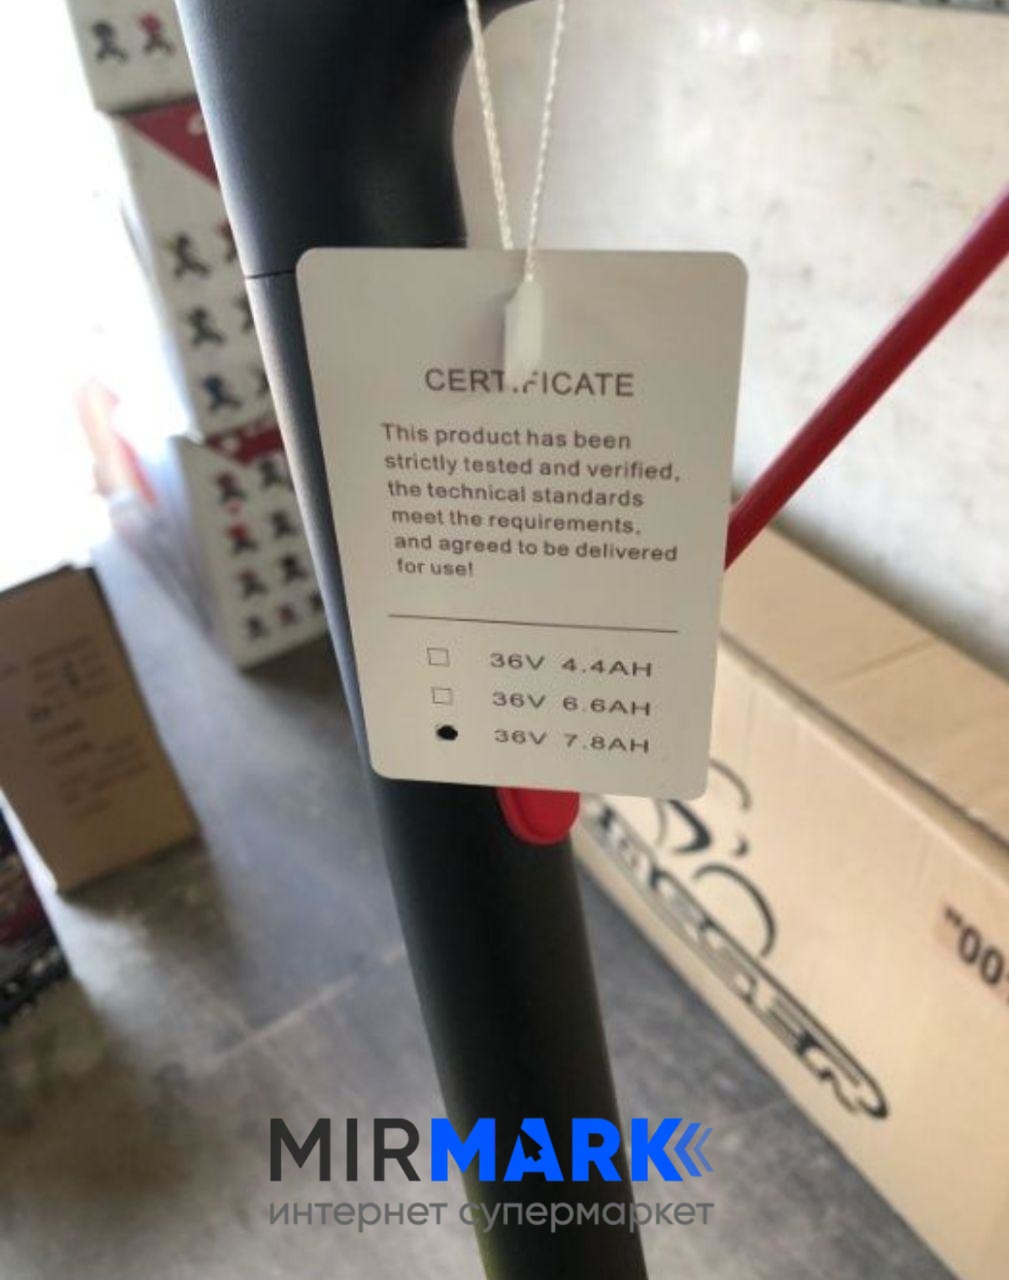 CERTIFICATE
This product has been
strictly tested and verified,
the technical standards
meet the requirements,
and agreed to be delivered
for use!
36V 4.4AH
36V 6.6AH
36V 7.8AH
MIRMARK
интернет супермаркет